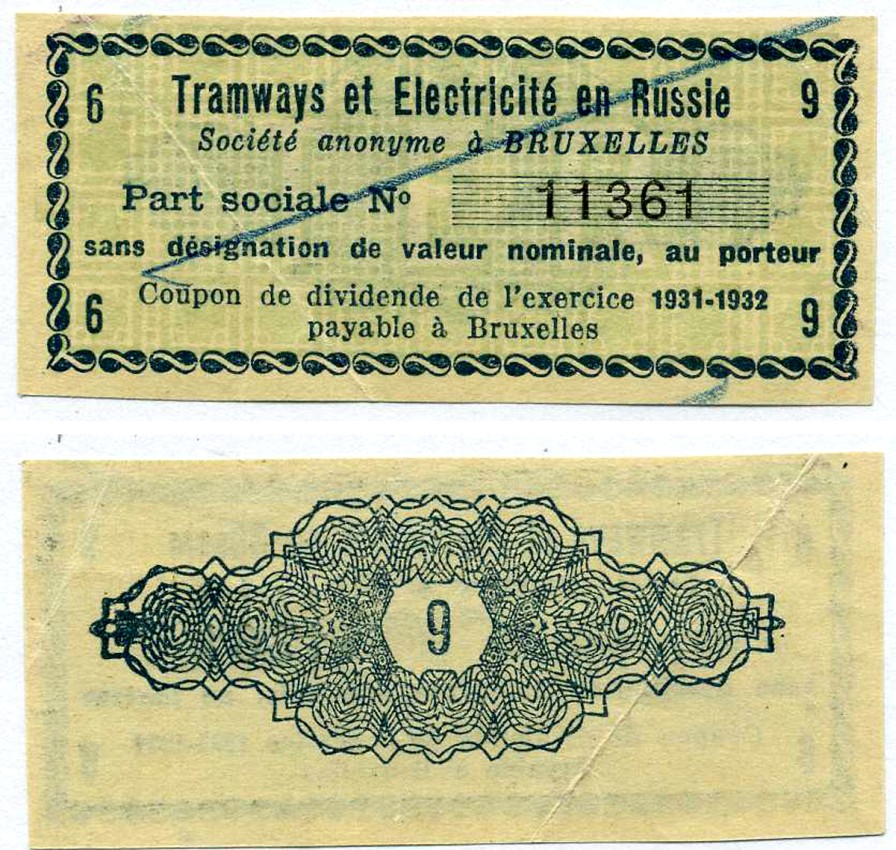 6 Tramways et Electricité en Russie 9
Société anonyme à BRUXELLES
Part sociale Nº 11361
sans désignation de valeur nominale, au porteur
Coupon de dividende de l'exercice 1931-1932
6 payable à Bruxelles 9
9